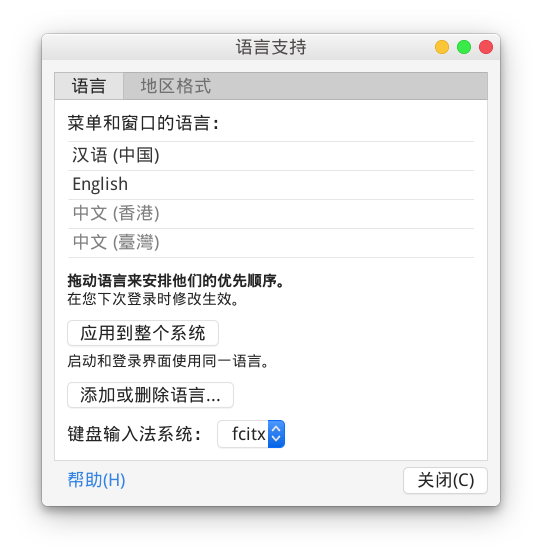 语言支持
语言 地区格式
菜单和窗口的语言：
汉语 (中国)
English
中文 (香港)
中文 (臺灣)
拖动语言来安排他们的优先顺序。
在您下次登录时修改生效。
应用到整个系统
启动和登录界面使用同一语言。
添加或删除语言...
键盘输入法系统： fcitx
帮助(H) 关闭(C)